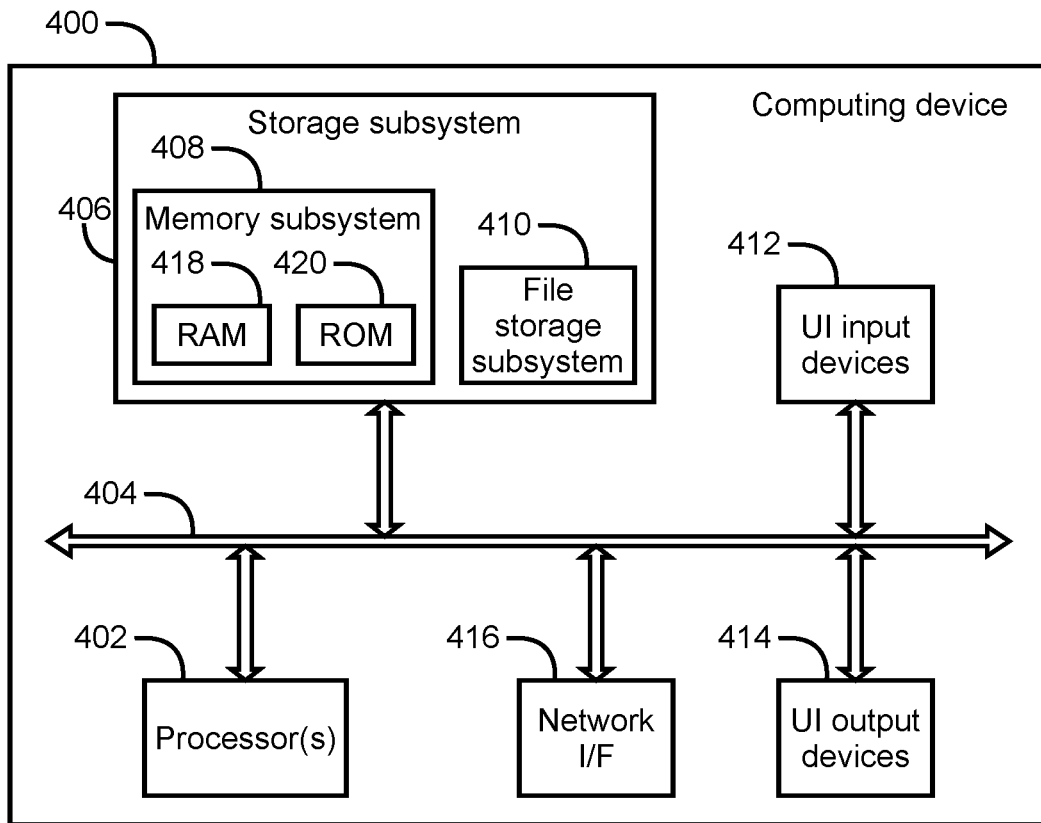 400
Computing device
Storage subsystem
408
406
Memory subsystem
418
420
RAM
ROM
410
File
storage
subsystem
412
UI input
devices
404
402
Processor(s)
416
Network
I/F
414
UI output
devices